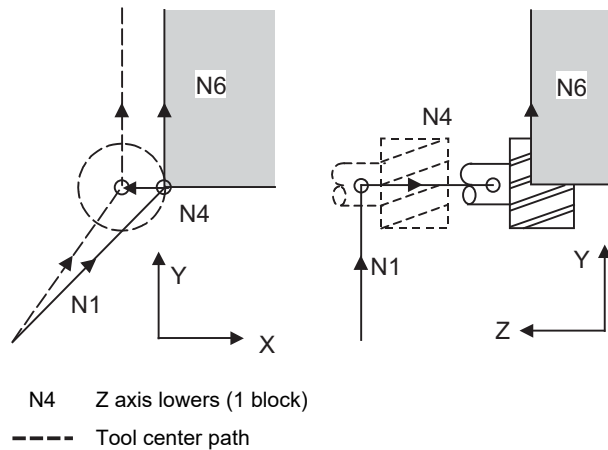 N6
N4
N1
Y
X
N6
N4
N1
Y
Z
N4 Z axis lowers (1 block)
Tool center path